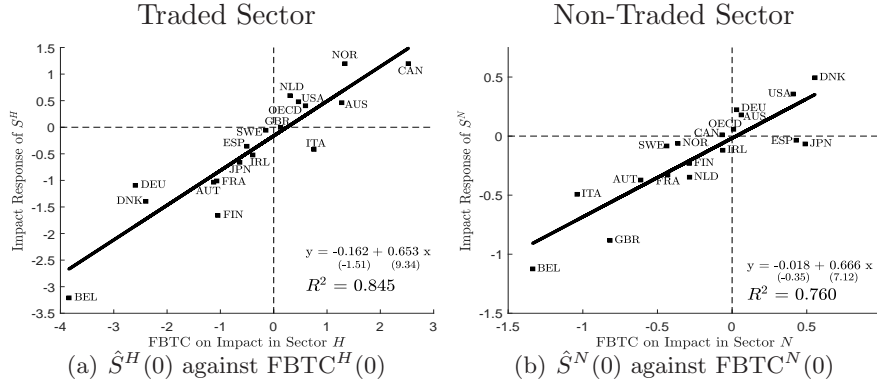 Traded Sector
Non-Traded Sector
Impact Response of S^H
1.5
1
0.5
0
-0.5
-1
-1.5
-2
-2.5
-3
-3.5
NOR
CAN
NLD
USA
OECD
AUS
GBR
SWE
ESP
ITA
IRL
JPN
FRA
AUT
DEU
DNK
FIN
BEL
y = -0.162 + 0.653 x
(-1.51) (9.34)
R² = 0.845
-4 -3 -2 -1 0 1 2 3
FBTC on Impact in Sector H
Impact Response of S^N
0.5
0
-0.5
-1
-1.5
DNK
USA
DEU
AUS
OECD
CAN
ESP
JPN
SWE
NOR
IRL
FIN
FRA
NLD
AUT
ITA
GBR
BEL
y = -0.018 + 0.666 x
(-0.35) (7.12)
R² = 0.760
-1.5 -1 -0.5 0 0.5
FBTC on Impact in Sector N
(a) Ŝ^H(0) against FBTC^H(0)
(b) Ŝ^N(0) against FBTC^N(0)